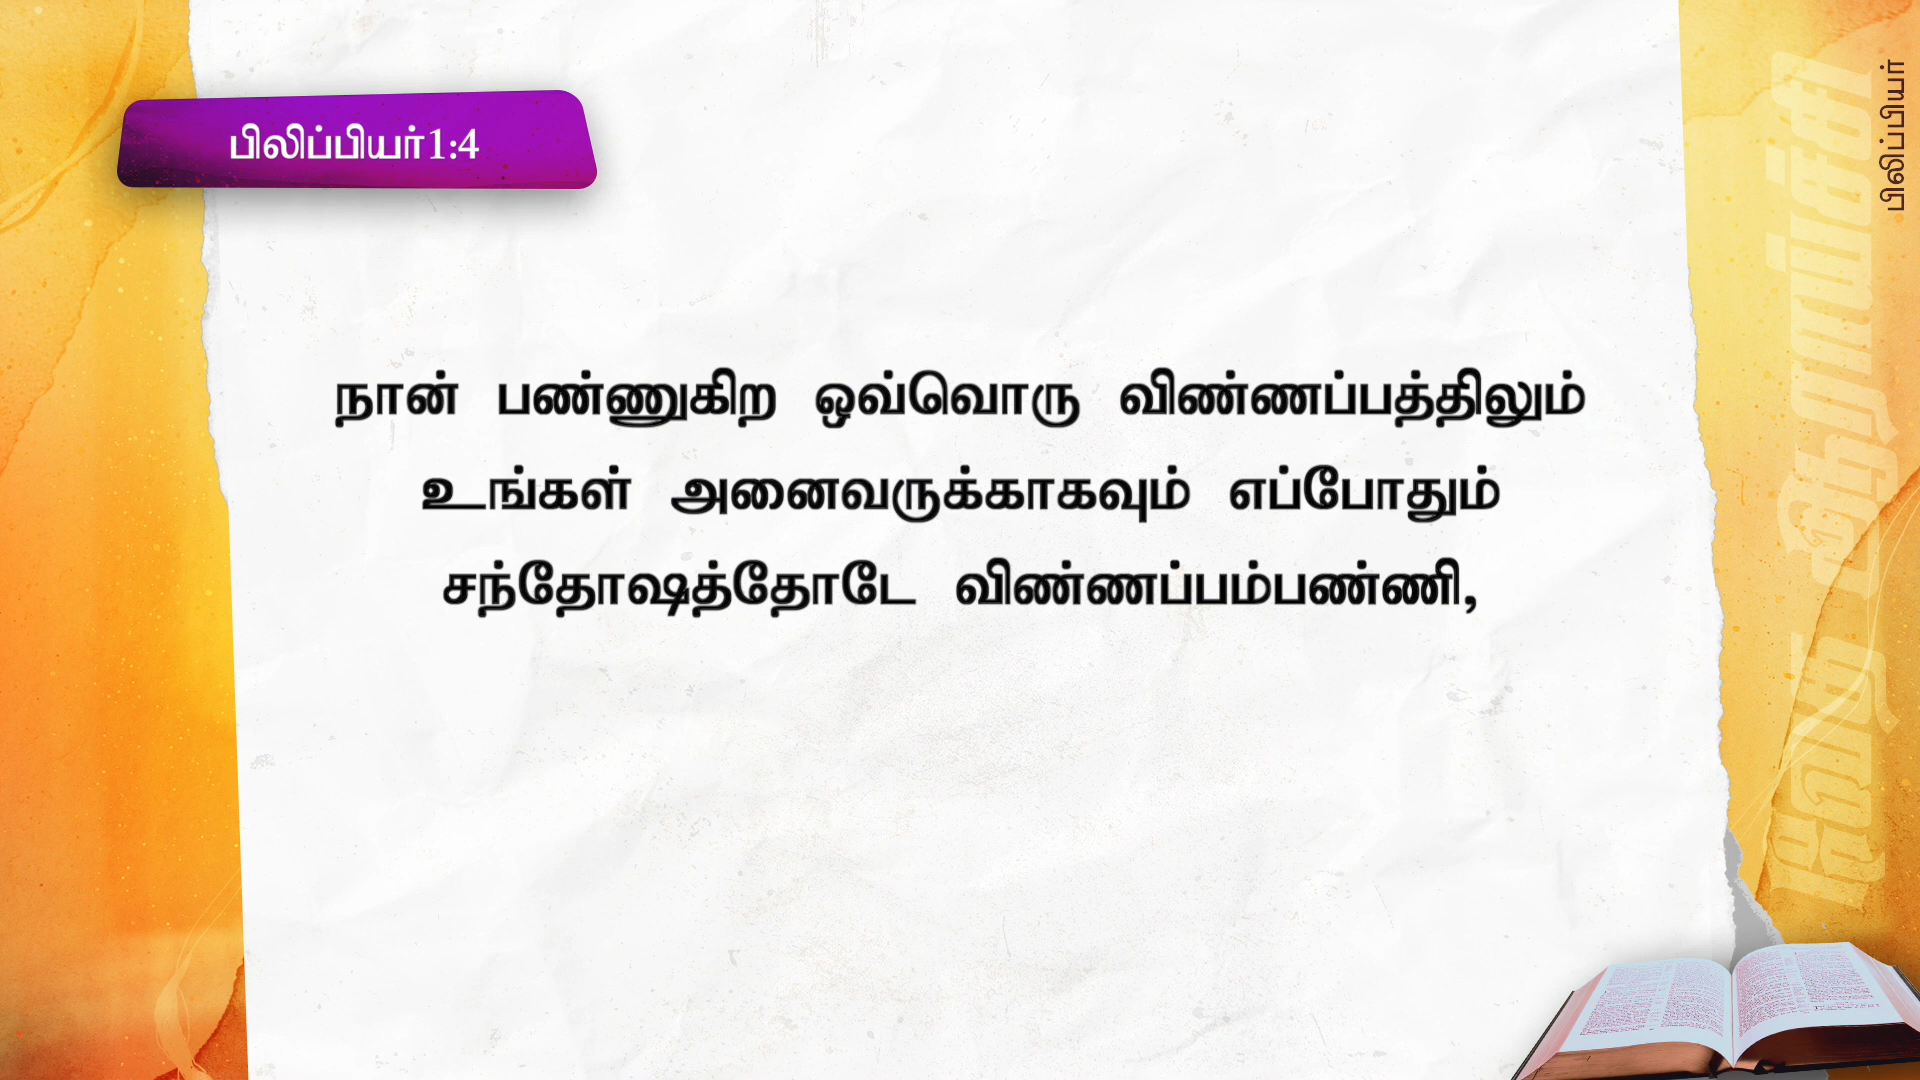 பிலிப்பியர் 1:4
நான் பண்ணுகிற ஒவ்வொரு விண்ணப்பத்திலும்
உங்கள் அனைவருக்காகவும் எப்போதும்
சந்தோஷத்தோடே விண்ணப்பம்பண்ணி,
பிலிப்பியர்